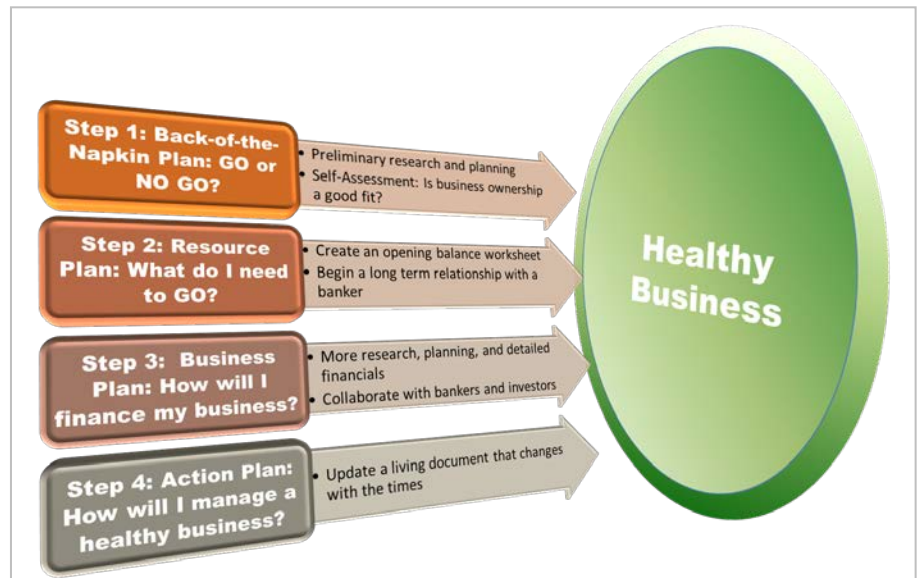 Step 1: Back-of-the-
Napkin Plan: GO or
NO GO?
• Preliminary research and planning
• Self-Assessment: Is business ownership
a good fit?
Step 2: Resource
Plan: What do I need
to GO?
• Create an opening balance worksheet
• Begin a long term relationship with a
banker
Step 3: Business
Plan: How will I
finance my business?
• More research, planning, and detailed
financials
• Collaborate with bankers and investors
Step 4: Action Plan:
How will I manage a
healthy business?
• Update a living document that changes
with the times
Healthy
Business